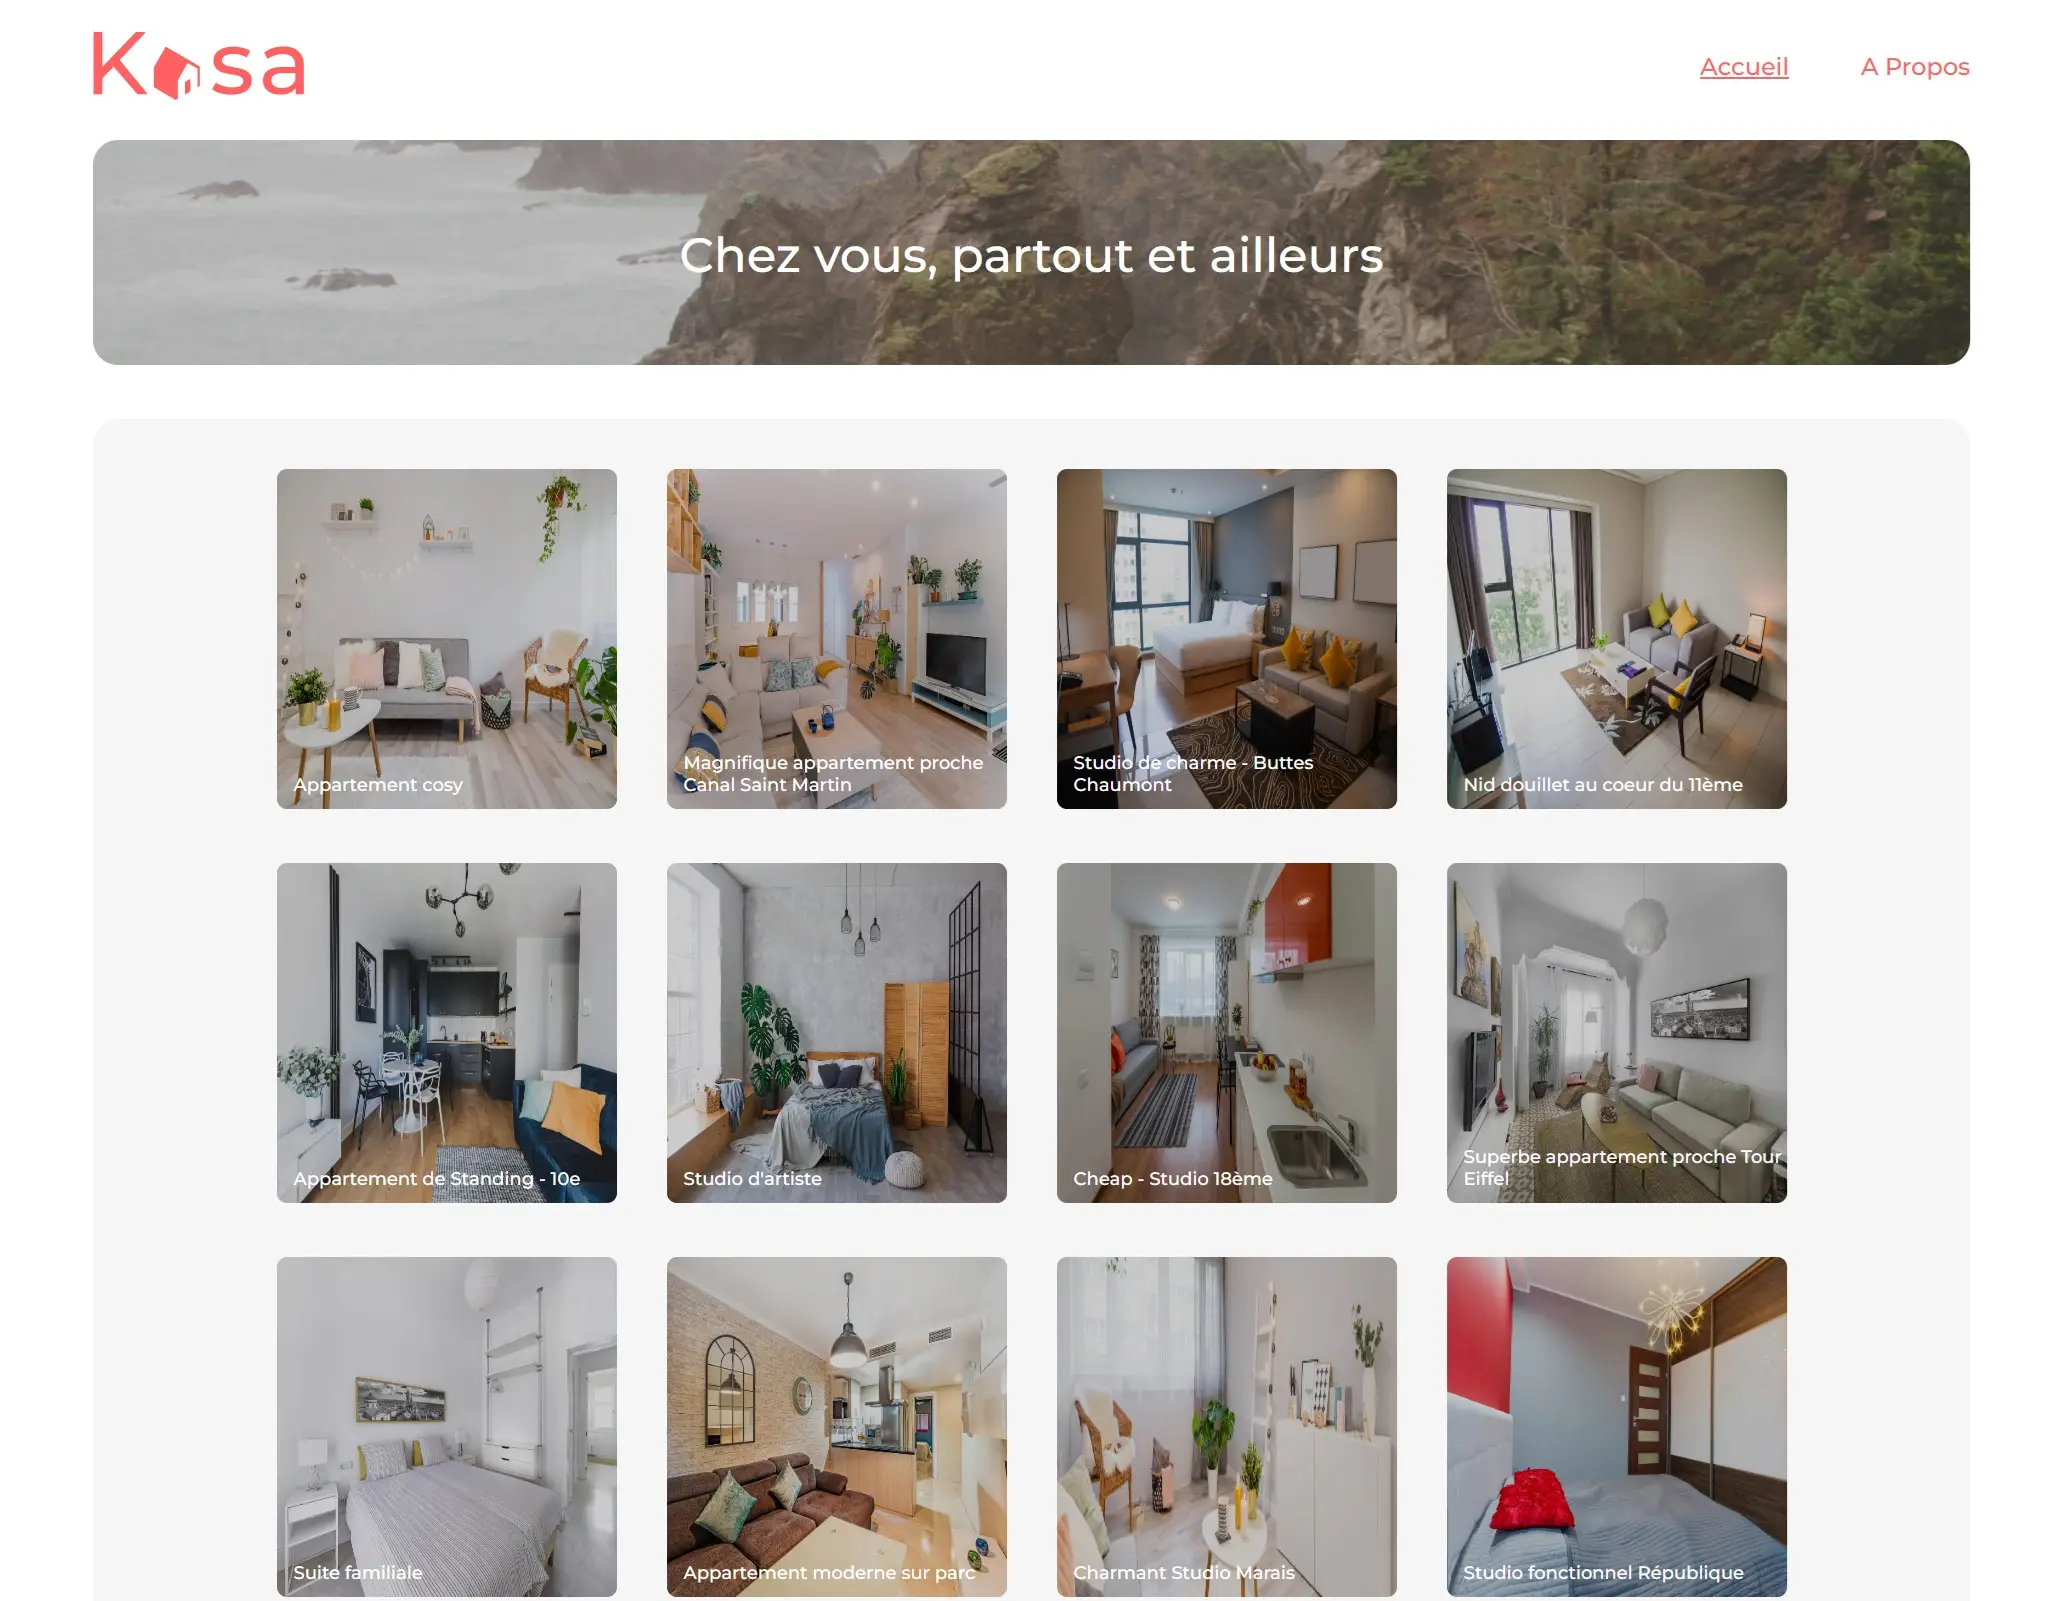 Kasa
Accueil
A Propos
Chez vous, partout et ailleurs
Appartement cosy
Magnifique appartement proche
Canal Saint Martin
Studio de charme - Buttes
Chaumont
Nid douillet au coeur du 11ème
Appartement de Standing - 10e
Studio d'artiste
Cheap - Studio 18ème
Superbe appartement proche Tour
Eiffel
Suite familiale
Appartement moderne sur parc
Charmant Studio Marais
Studio fonctionnel République